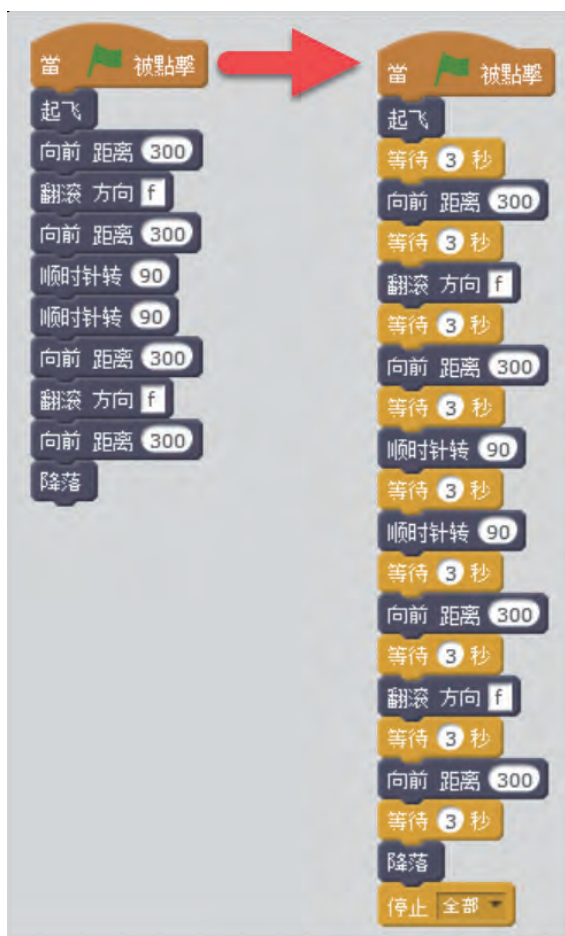 當 被點擊
起飞
向前 距离 300
翻滚 方向 f
向前 距离 300
顺时针转 90
顺时针转 90
向前 距离 300
翻滚 方向 f
向前 距离 300
降落
當 被點擊
起飞
等待 3 秒
向前 距离 300
等待 3 秒
翻滚 方向 f
等待 3 秒
向前 距离 300
等待 3 秒
顺时针转 90
等待 3 秒
顺时针转 90
等待 3 秒
向前 距离 300
等待 3 秒
翻滚 方向 f
等待 3 秒
向前 距离 300
等待 3 秒
降落
停止 全部